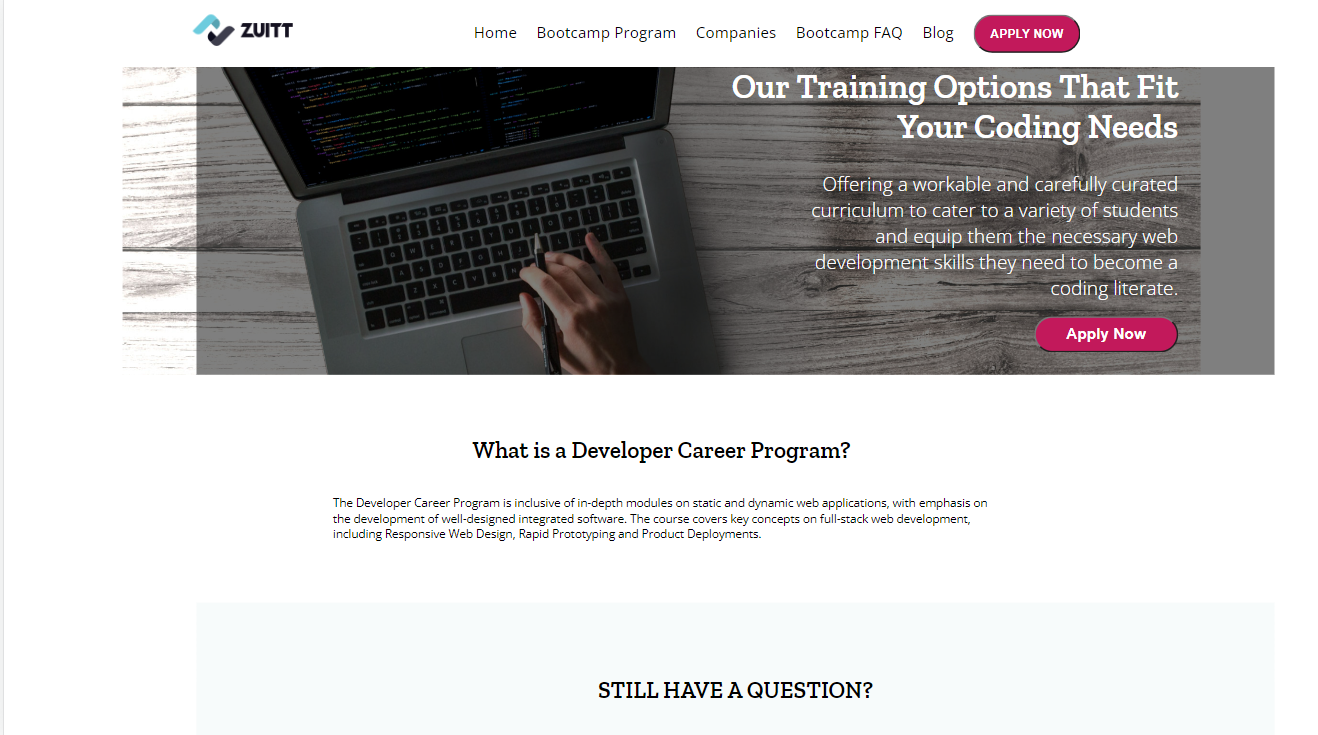 ZUITT
Home Bootcamp Program Companies Bootcamp FAQ Blog APPLY NOW
Our Training Options That Fit
Your Coding Needs
Offering a workable and carefully curated
curriculum to cater to a variety of students
and equip them the necessary web
development skills they need to become a
coding literate.
Apply Now
What is a Developer Career Program?
The Developer Career Program is inclusive of in-depth modules on static and dynamic web applications, with emphasis on
the development of well-designed integrated software. The course covers key concepts on full-stack web development,
including Responsive Web Design, Rapid Prototyping and Product Deployments.
STILL HAVE A QUESTION?